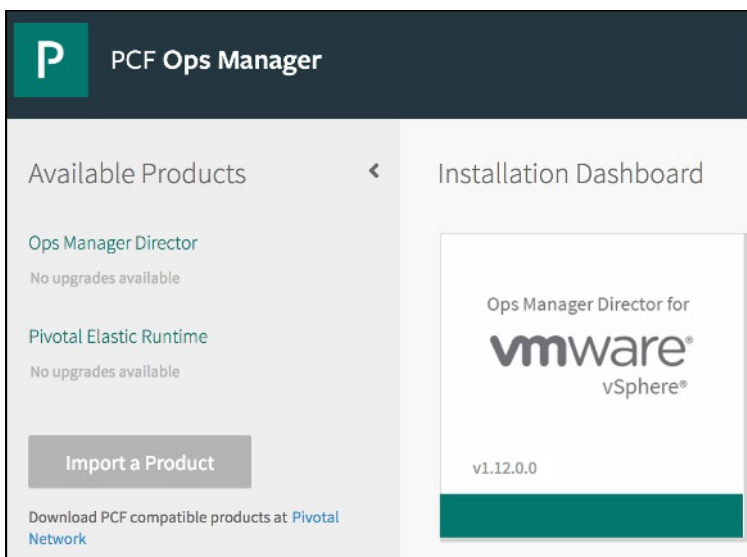 P PCF Ops Manager
Available Products
Ops Manager Director
No upgrades available
Pivotal Elastic Runtime
No upgrades available
Import a Product
Download PCF compatible products at Pivotal
Network
Installation Dashboard
Ops Manager Director for
vmware®
vSphere®
v1.12.0.0